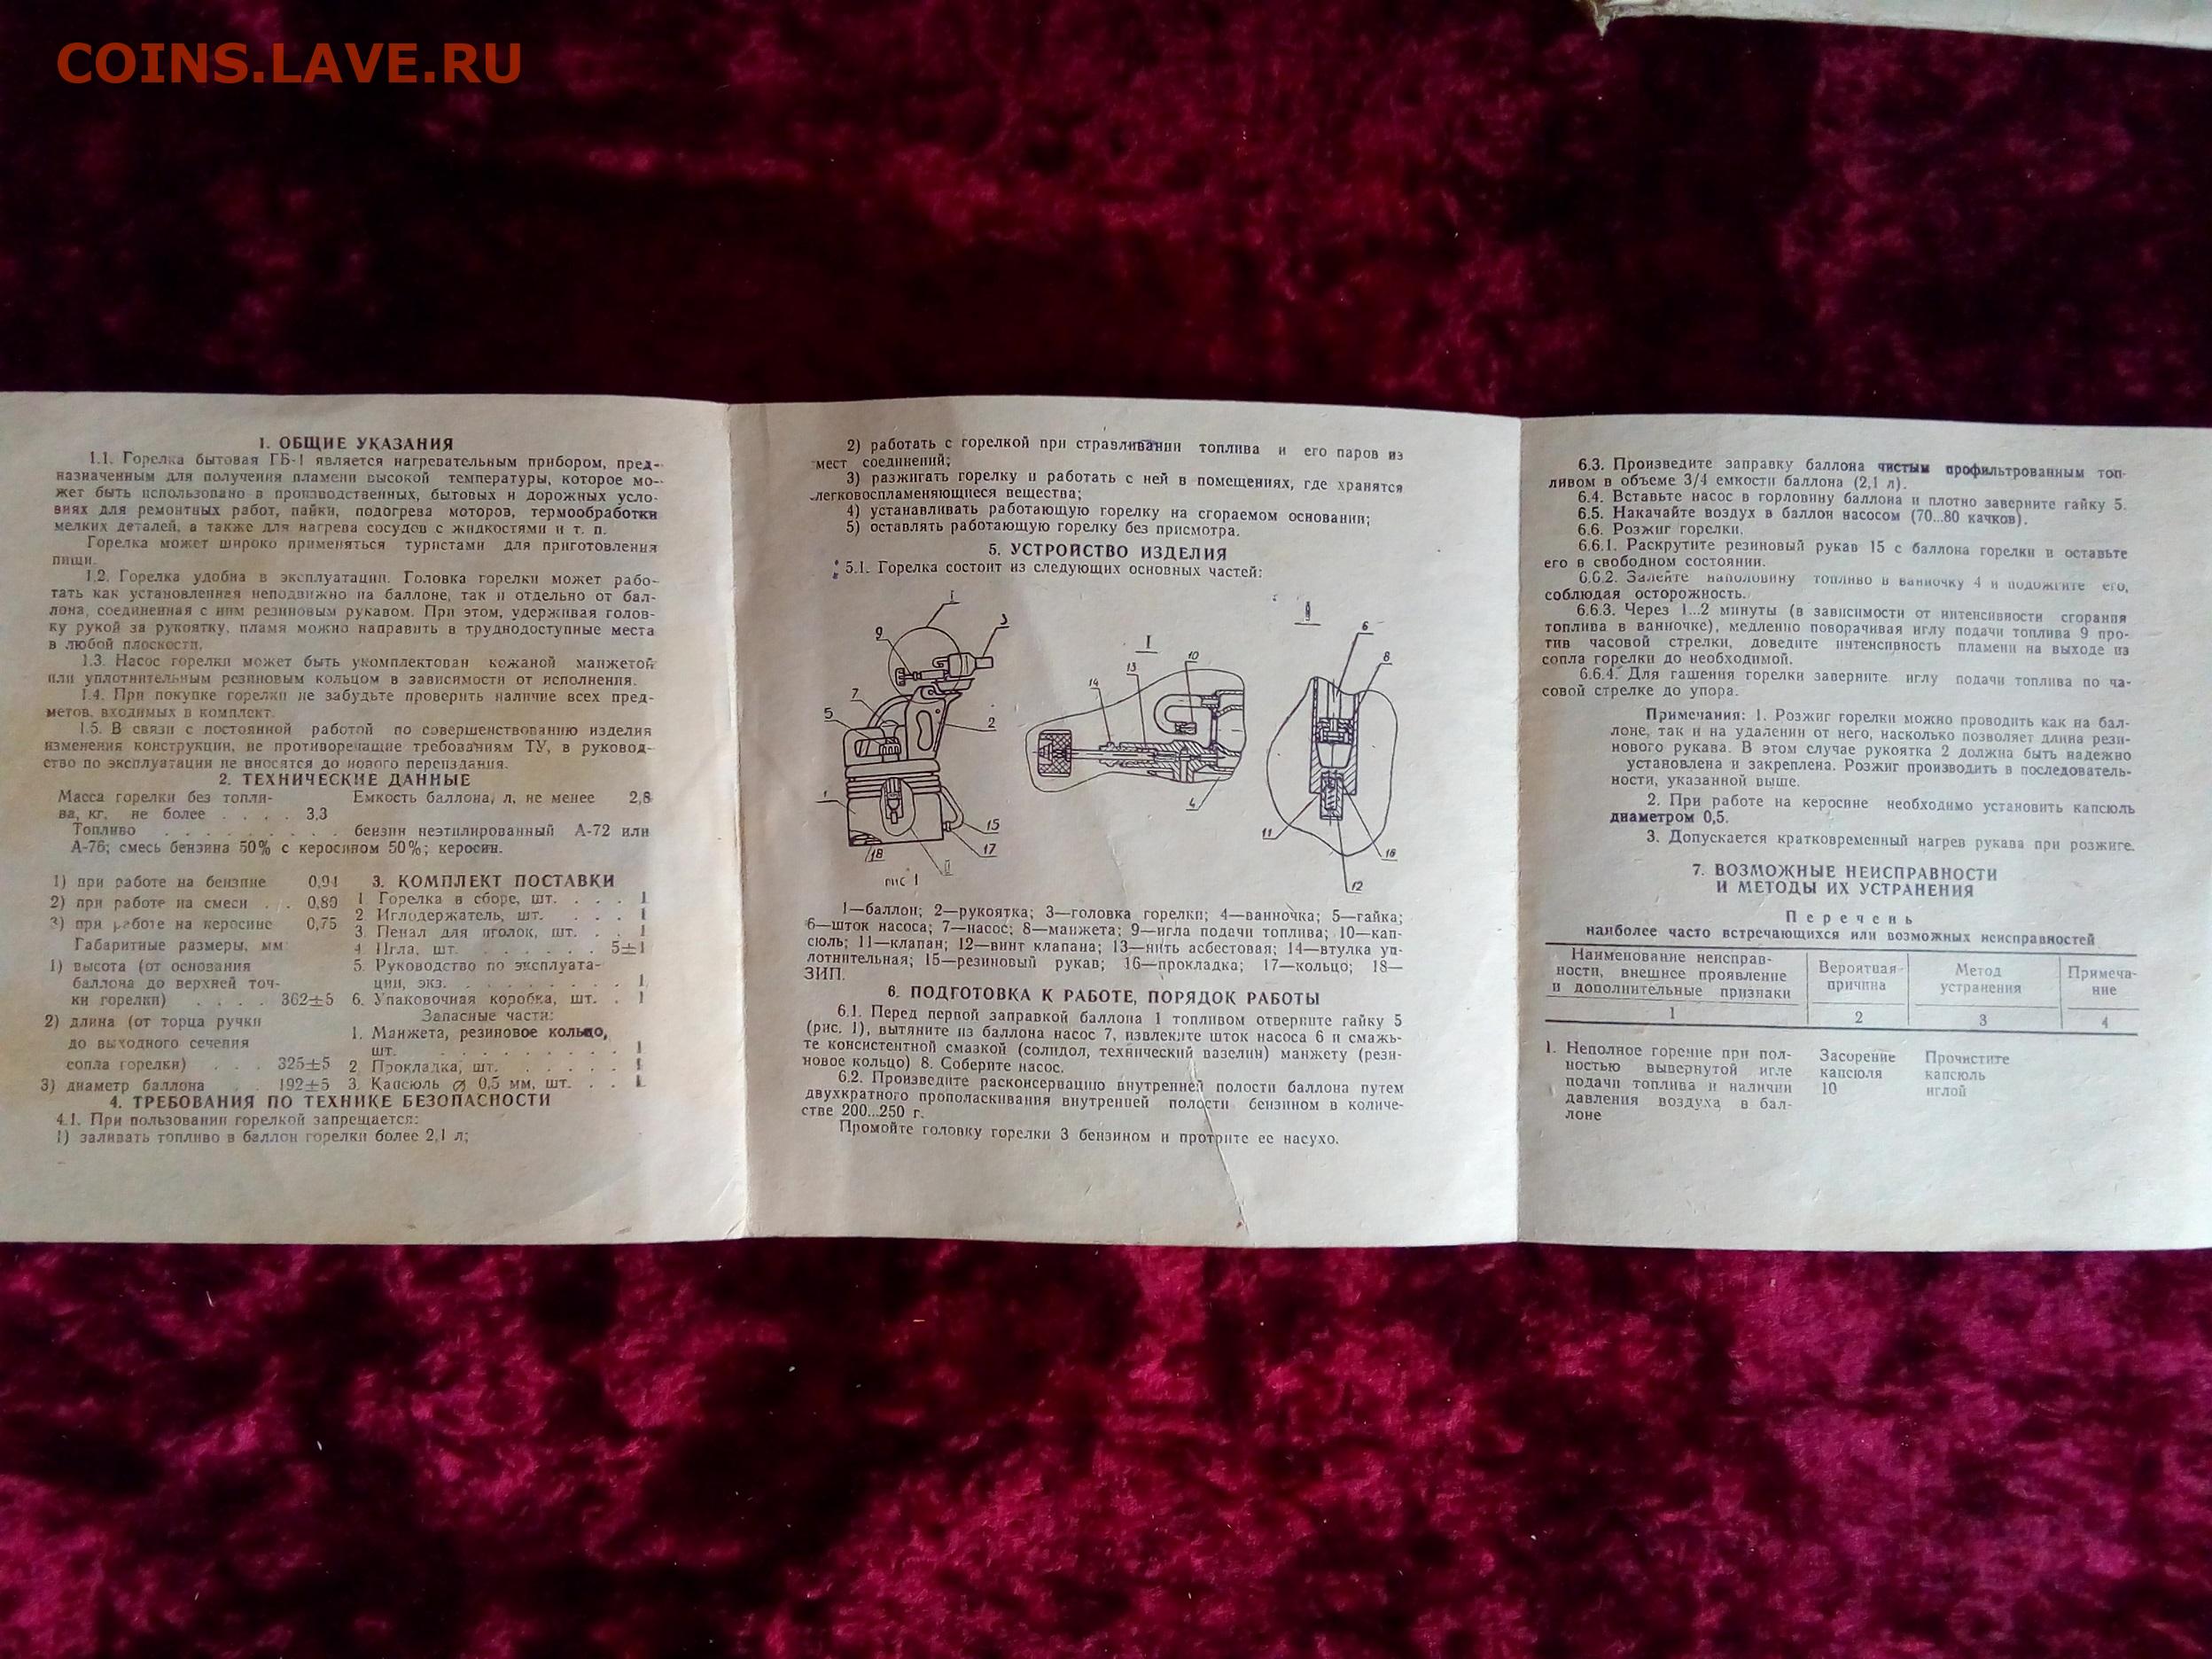 COINS.LAVE.RU
1. ОБЩИЕ УКАЗАНИЯ
1.1. Горелка бытовая ГБ-1 является нагревательным прибором, пред-
назначенным для получения пламени высокой температуры, которое мо-
жет быть использовано в производственных, бытовых и дорожных усло-
виях для ремонтных работ, пайки, подогрева моторов, термообработки
мелких деталей, а также для нагрева сосудов с жидкостями и т. п.
Горелка может широко применяться туристами для приготовления
пищи.
1.2. Горелка удобна в эксплуатации. Головка горелки может рабо-
тать как установленная неподвижно на баллоне, так и отдельно от бал-
лона, соединенная с ним резиновым рукавом. При этом, удерживая голов-
ку рукой за рукоятку, пламя можно направить в труднодоступные места
в любой плоскости.
1.3. Насос горелки может быть укомплектован кожаной манжетой
или уплотнительным резиновым кольцом в зависимости от исполнения.
1.4. При покупке горелки не забудьте проверить наличие всех пред-
метов, входимых в комплект.
1.5. В связи с постоянной работой по совершенствованию изделия
изменения конструкции, не противоречащие требованиям ТУ, в руковод-
ство по эксплуатации не вносятся до нового переиздания.
2. ТЕХНИЧЕСКИЕ ДАННЫЕ
Масса горелки без топли-
ва, кг, не более . . . . 3,3
Емкость баллона, л, не менее 2,8
Топливо . . . . . . . . . бензин неэтилированный А-72 или
А-76; смесь бензина 50% с керосином 50%; керосин.
1) при работе на бензине 0,94
2) при работе на смеси . . 0,89
3) при работе на керосине 0,75
Габаритные размеры, мм
1) высота (от основания
баллона до верхней точ-
ки горелки) . . . . 362±5
2) длина (от торца ручки
до выходного сечения
сопла горелки) . . . 325±5
3) диаметр баллона . . 192±5
3. КОМПЛЕКТ ПОСТАВКИ
1. Горелка в сборе, шт. . . . 1
2. Иглодержатель, шт. . . . 1
3. Пенал для иголок, шт. . . 1
4. Игла, шт. . . . . . . 5±1
5. Руководство по эксплуата-
ции, экз. . . . . . . . . 1
6. Упаковочная коробка, шт. . 1
Запасные части:
1. Манжета, резиновое кольцо,
шт. . . . . . . . . . 1
2. Прокладка, шт. . . . . . 1
3. Капсюль ∅ 0,5 мм, шт. . . 1
4. ТРЕБОВАНИЯ ПО ТЕХНИКЕ БЕЗОПАСНОСТИ
4.1. При пользовании горелкой запрещается:
1) заливать топливо в баллон горелки более 2,1 л;
2) работать с горелкой при стравливании топлива и его паров из
мест соединений;
3) разжигать горелку и работать с ней в помещениях, где хранятся
легковоспламеняющиеся вещества;
4) устанавливать работающую горелку на сгораемом основании;
5) оставлять работающую горелку без присмотра.
5. УСТРОЙСТВО ИЗДЕЛИЯ
5.1. Горелка состоит из следующих основных частей:
I
9
3
7
5
2
1
15
17
18
II
рис 1
I
13
10
14
4
II
6
8
11
16
12
1—баллон; 2—рукоятка; 3—головка горелки; 4—ванночка; 5—гайка;
6—шток насоса; 7—насос; 8—манжета; 9—игла подачи топлива; 10—кап-
сюль; 11—клапан; 12—винт клапана; 13—нить асбестовая; 14—втулка уп-
лотнительная; 15—резиновый рукав; 16—прокладка; 17—кольцо; 18—
ЗИП.
6. ПОДГОТОВКА К РАБОТЕ, ПОРЯДОК РАБОТЫ
6.1. Перед первой заправкой баллона 1 топливом отверните гайку 5
(рис. 1), вытяните из баллона насос 7, извлеките шток насоса 6 и смажь-
те консистентной смазкой (солидол, технический вазелин) манжету (рези-
новое кольцо) 8. Соберите насос.
6.2. Произведите расконсервацию внутренней полости баллона путем
двухкратного прополаскивания внутренней полости бензином в количе-
стве 200...250 г.
Промойте головку горелки 3 бензином и протрите ее насухо.
6.3. Произведите заправку баллона чистым профильтрованным топ-
ливом в объеме 3/4 емкости баллона (2,1 л).
6.4. Вставьте насос в горловину баллона и плотно заверните гайку 5.
6.5. Накачайте воздух в баллон насосом (70...80 качков).
6.6. Розжиг горелки.
6.6.1. Раскрутите резиновый рукав 15 с баллона горелки и оставьте
его в свободном состоянии.
6.6.2. Залейте наполовину топливо в ванночку 4 и подожгите его,
соблюдая осторожность.
6.6.3. Через 1...2 минуты (в зависимости от интенсивности сгорания
топлива в ванночке), медленно поворачивая иглу подачи топлива 9 про-
тив часовой стрелки, доведите интенсивность пламени на выходе из
сопла горелки до необходимой.
6.6.4. Для гашения горелки заверните иглу подачи топлива по ча-
совой стрелке до упора.
Примечания: 1. Розжиг горелки можно проводить как на бал-
лоне, так и на удалении от него, насколько позволяет длина рези-
нового рукава. В этом случае рукоятка 2 должна быть надежно
установлена и закреплена. Розжиг производить в последователь-
ности, указанной выше.
2. При работе на керосине необходимо установить капсюль
диаметром 0,5.
3. Допускается кратковременный нагрев рукава при розжиге.
7. ВОЗМОЖНЫЕ НЕИСПРАВНОСТИ
И МЕТОДЫ ИХ УСТРАНЕНИЯ
Перечень
наиболее часто встречающихся или возможных неисправностей
Наименование неисправ-
ности, внешнее проявление
и дополнительные признаки
Вероятная
причина
Метод
устранения
Примеча-
ние
1 2 3 4
1. Неполное горение при пол-
ностью вывернутой игле
подачи топлива и наличии
давления воздуха в бал-
лоне
Засорение
капсюля
10
Прочистите
капсюль
иглой